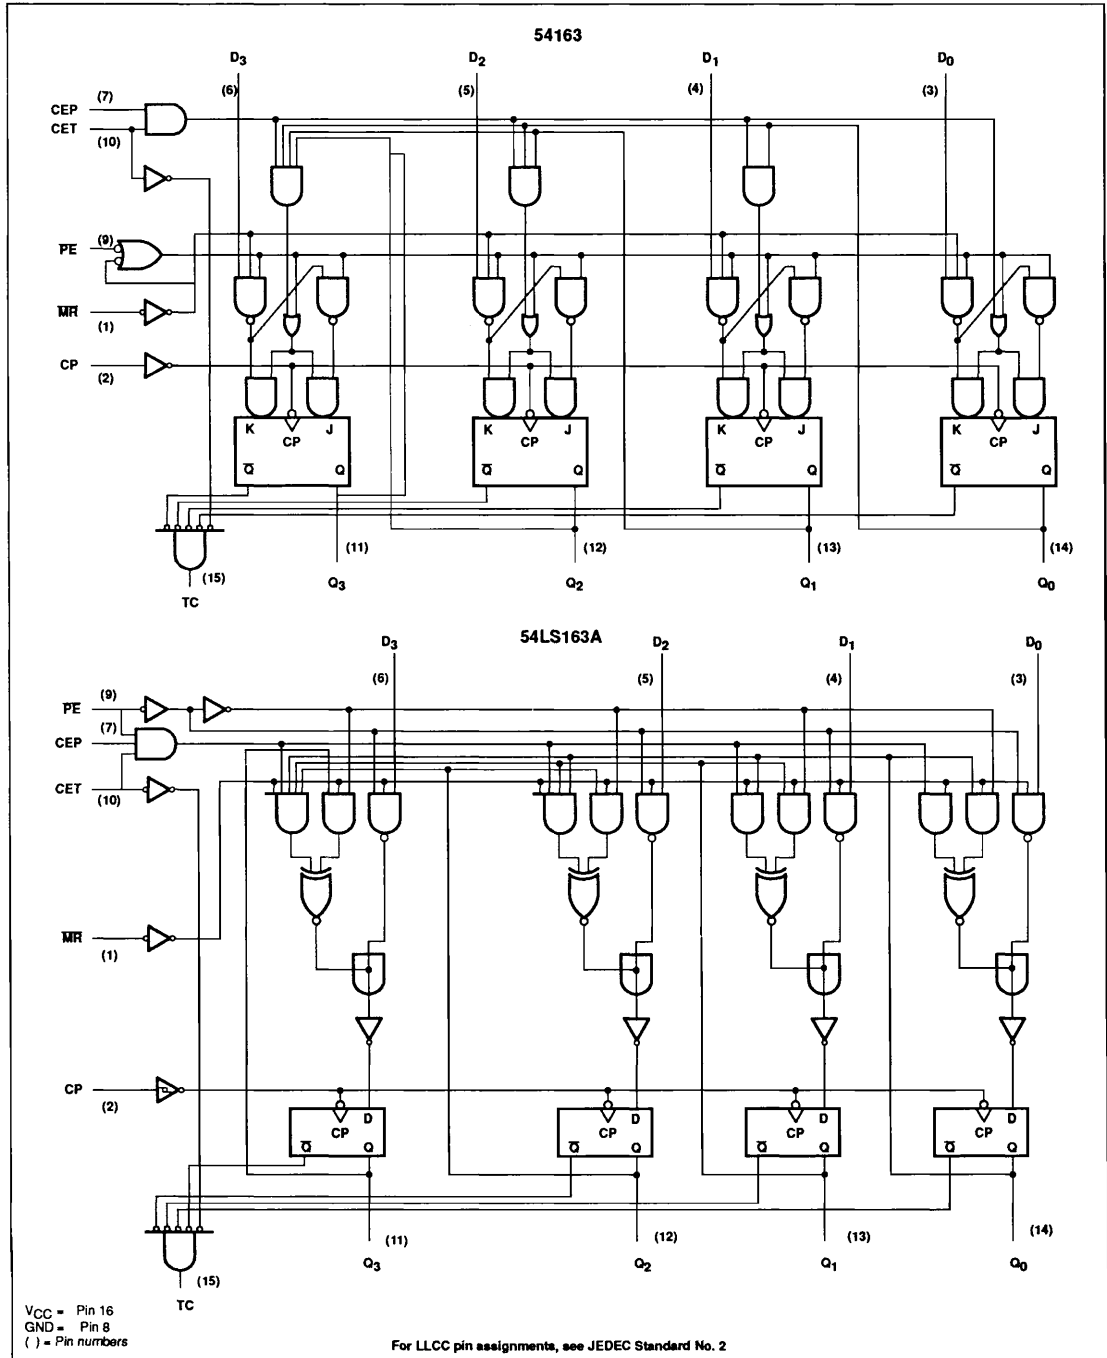 54163
D3 D2 D1 D0
(6) (5) (4) (3)
CEP (7)
CET (10)
PE (9)
MR (1)
CP (2)
K CP J K CP J K CP J K CP J
Q Q Q Q Q Q Q Q
(15) (11) (12) (13) (14)
TC Q3 Q2 Q1 Q0
54LS163A
D3 D2 D1 D0
(6) (5) (4) (3)
PE (9)
CEP (7)
CET (10)
MR (1)
CP (2)
CP D CP D CP D CP D
Q Q Q Q Q Q Q Q
(11) (12) (13) (14)
(15) Q3 Q2 Q1 Q0
TC
VCC = Pin 16
GND = Pin 8
( ) = Pin numbers
For LLCC pin assignments, see JEDEC Standard No. 2